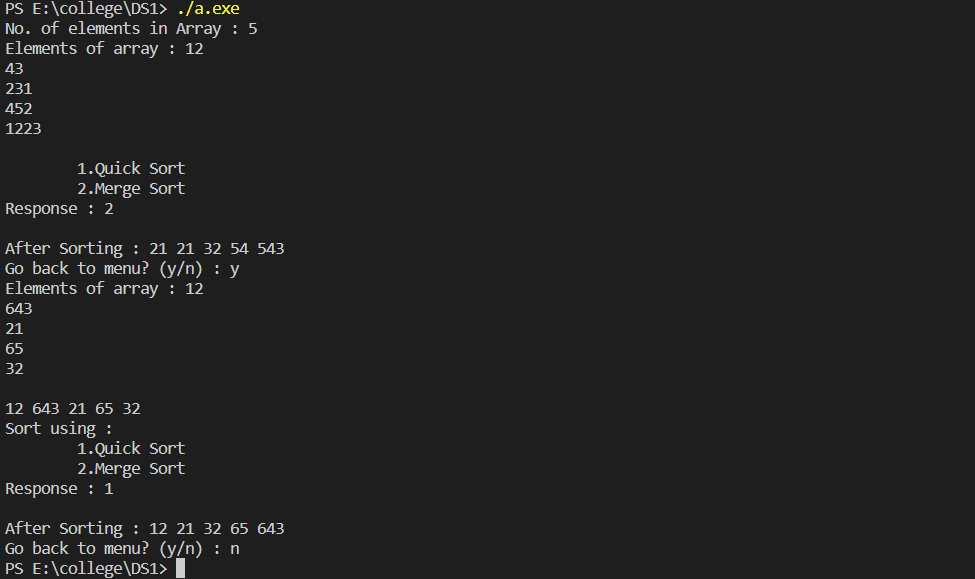 PS E:\college\DS1> ./a.exe
No. of elements in Array : 5
Elements of array : 12
43
231
452
1223
1.Quick Sort
2.Merge Sort
Response : 2
After Sorting : 21 21 32 54 543
Go back to menu? (y/n) : y
Elements of array : 12
643
21
65
32
12 643 21 65 32
Sort using :
1.Quick Sort
2.Merge Sort
Response : 1
After Sorting : 12 21 32 65 643
Go back to menu? (y/n) : n
PS E:\college\DS1>